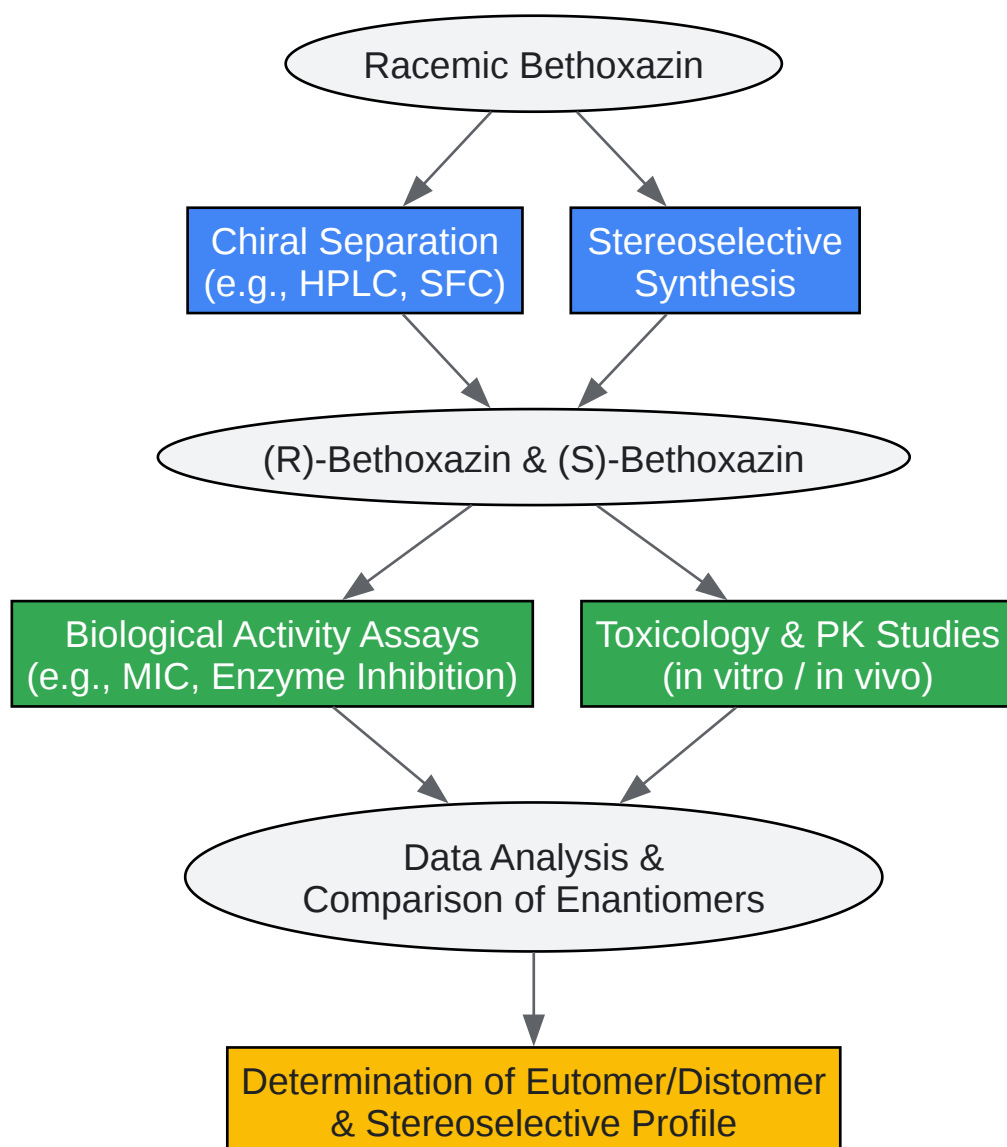 Racemic Bethoxazin
Chiral Separation
(e.g., HPLC, SFC)
Stereoselective
Synthesis
(R)-Bethoxazin & (S)-Bethoxazin
Biological Activity Assays
(e.g., MIC, Enzyme Inhibition)
Toxicology & PK Studies
(in vitro / in vivo)
Data Analysis &
Comparison of Enantiomers
Determination of Eutomer/Distomer
& Stereoselective Profile